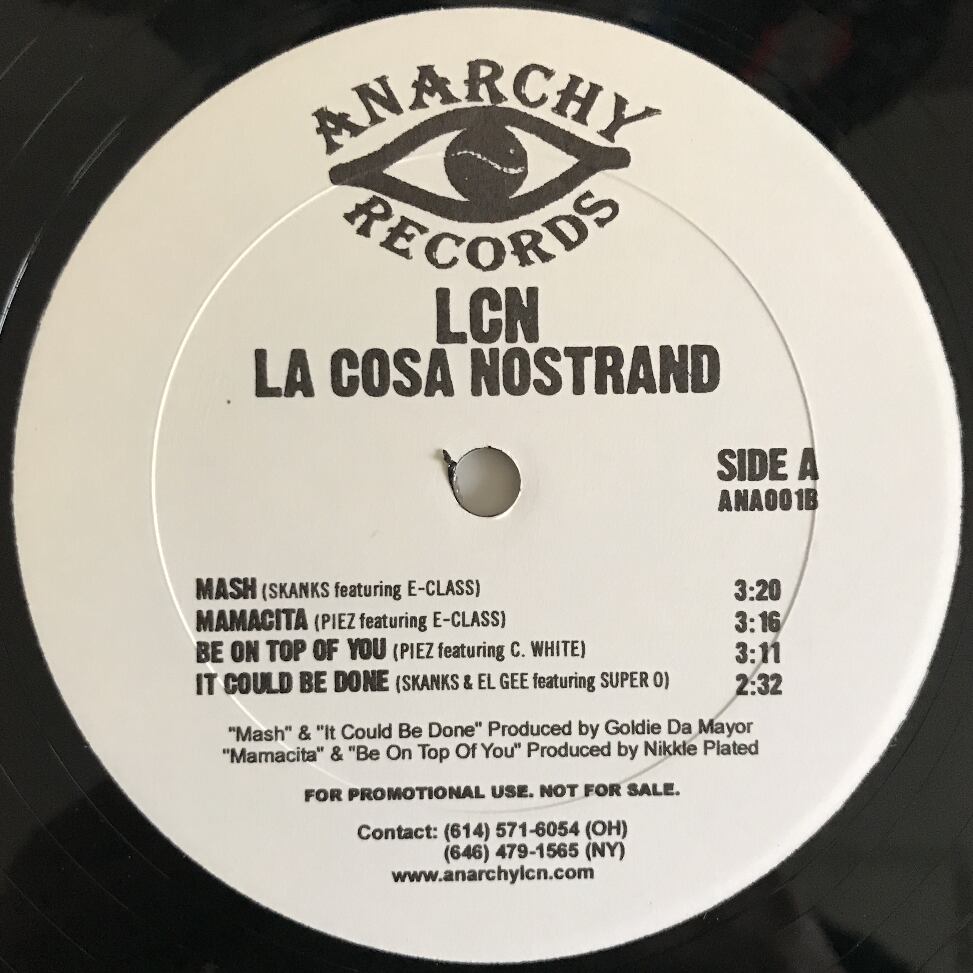 ANARCHY
RECORDS
LCN
LA COSA NOSTRAND
SIDE A
ANA001B
MASH (SKANKS featuring E-CLASS) 3:20
MAMACITA (PIEZ featuring E-CLASS) 3:16
BE ON TOP OF YOU (PIEZ featuring C. WHITE) 3:11
IT COULD BE DONE (SKANKS & EL GEE featuring SUPER O) 2:32
"Mash" & "It Could Be Done" Produced by Goldie Da Mayor
"Mamacita" & "Be On Top Of You" Produced by Nikkle Plated
FOR PROMOTIONAL USE. NOT FOR SALE.
Contact: (614) 571-6054 (OH)
(646) 479-1565 (NY)
www.anarchylcn.com